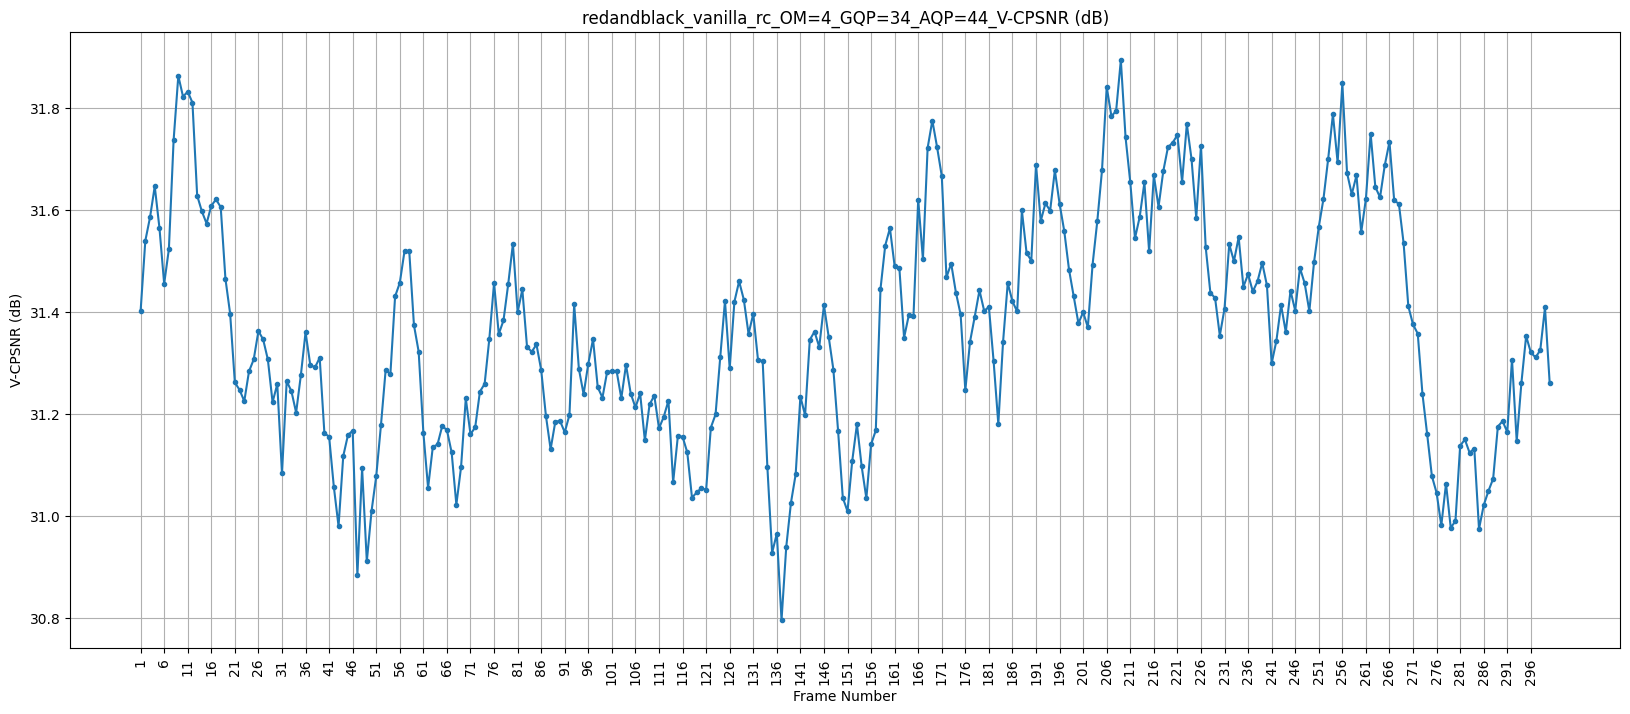 redandblack_vanilla_rc_OM=4_GQP=34_AQP=44_V-CPSNR (dB)
V-CPSNR (dB)
31.8
31.6
31.4
31.2
31.0
30.8
1 6 11 16 21 26 31 36 41 46 51 56 61 66 71 76 81 86 91 96 101 106 111 116 121 126 131 136 141 146 151 156 161 166 171 176 181 186 191 196 201 206 211 216 221 226 231 236 241 246 251 256 261 266 271 276 281 286 291 296
Frame Number